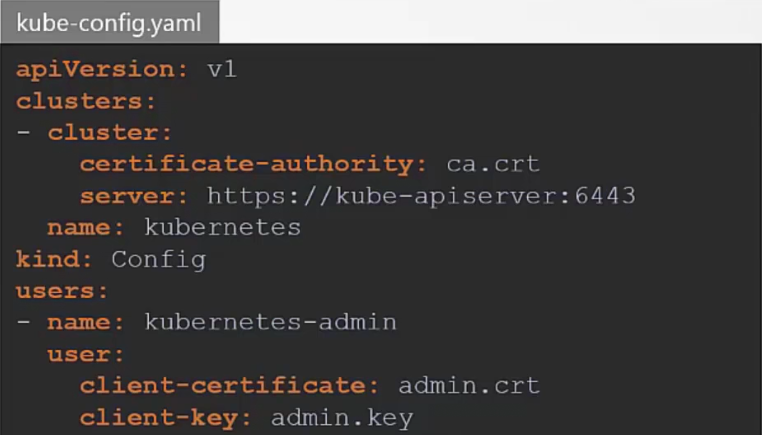 kube-config.yaml
apiVersion: v1
clusters:
- cluster:
    certificate-authority: ca.crt
    server: https://kube-apiserver:6443
  name: kubernetes
kind: Config
users:
- name: kubernetes-admin
  user:
    client-certificate: admin.crt
    client-key: admin.key